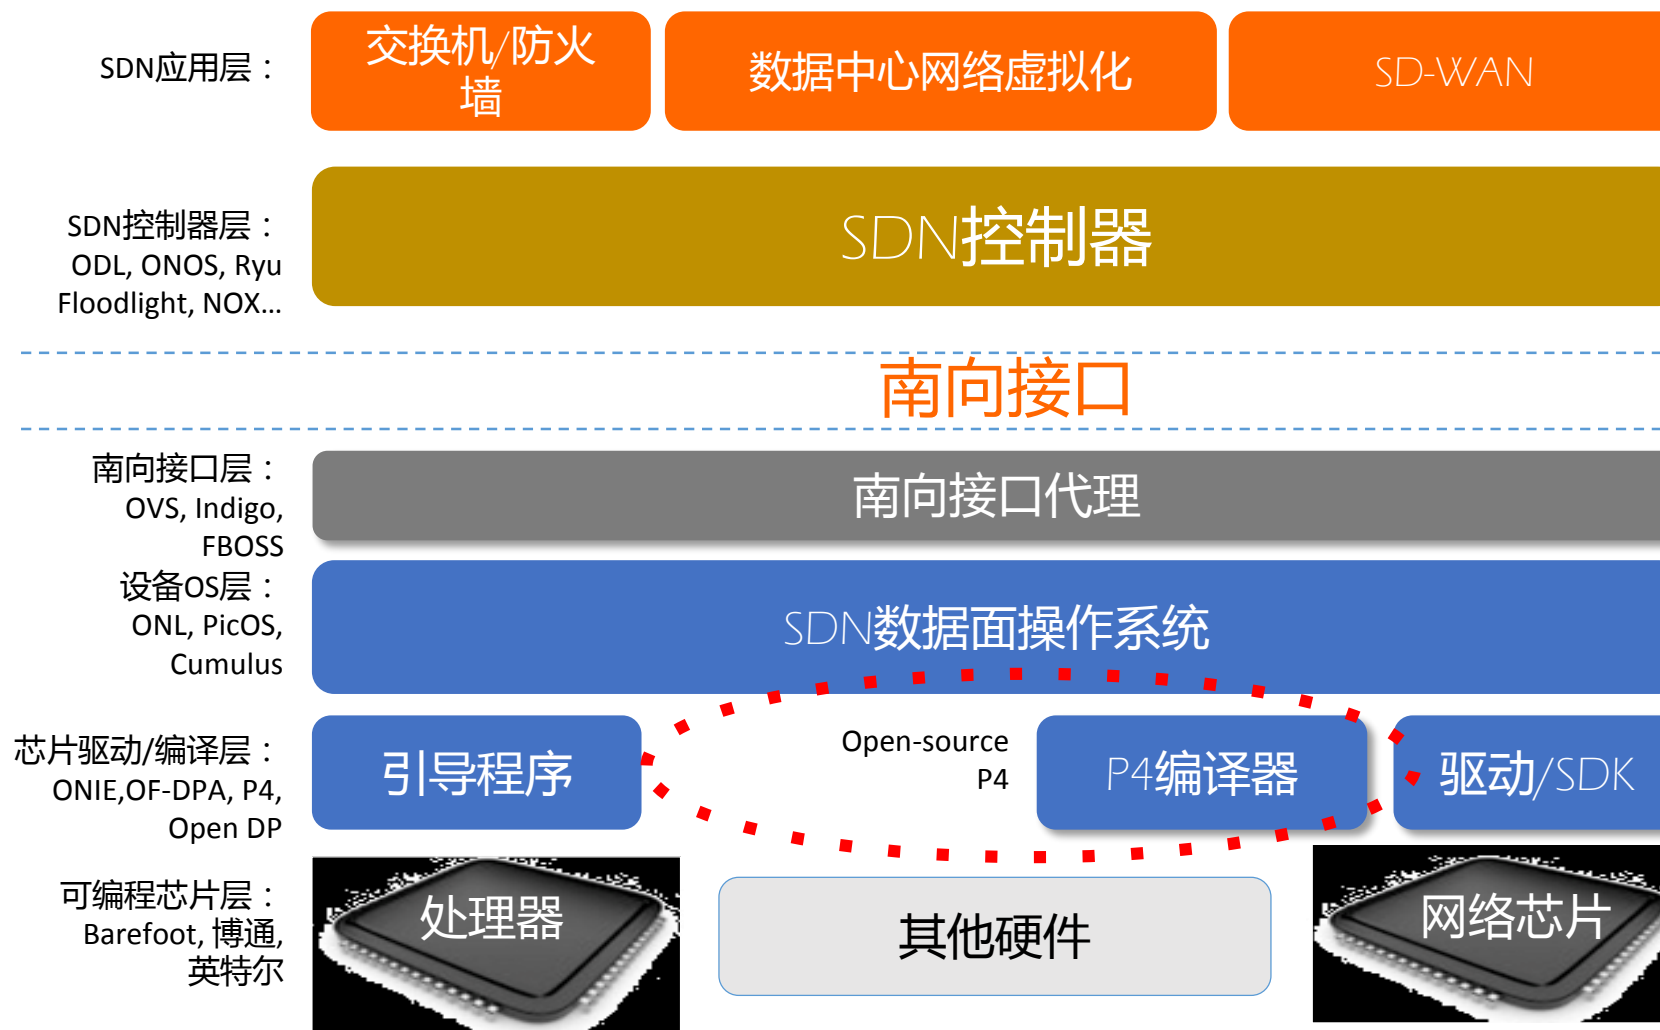 SDN应用层：
交换机/防火
墙
数据中心网络虚拟化
SD-WAN
SDN控制器层：
ODL, ONOS, Ryu
Floodlight, NOX…
SDN控制器
南向接口
南向接口层：
OVS, Indigo,
FBOSS
南向接口代理
设备OS层：
ONL, PicOS,
Cumulus
SDN数据面操作系统
芯片驱动/编译层：
ONIE,OF-DPA, P4,
Open DP
引导程序
Open-source
P4
P4编译器
驱动/SDK
可编程芯片层：
Barefoot, 博通,
英特尔
处理器
其他硬件
网络芯片